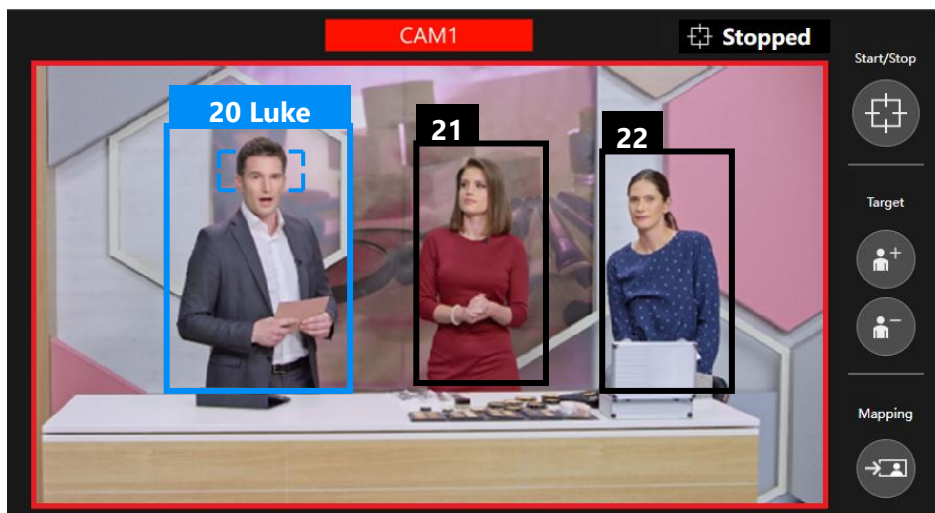 CAM1
Stopped
Start/Stop
20 Luke
21
22
Target
Mapping